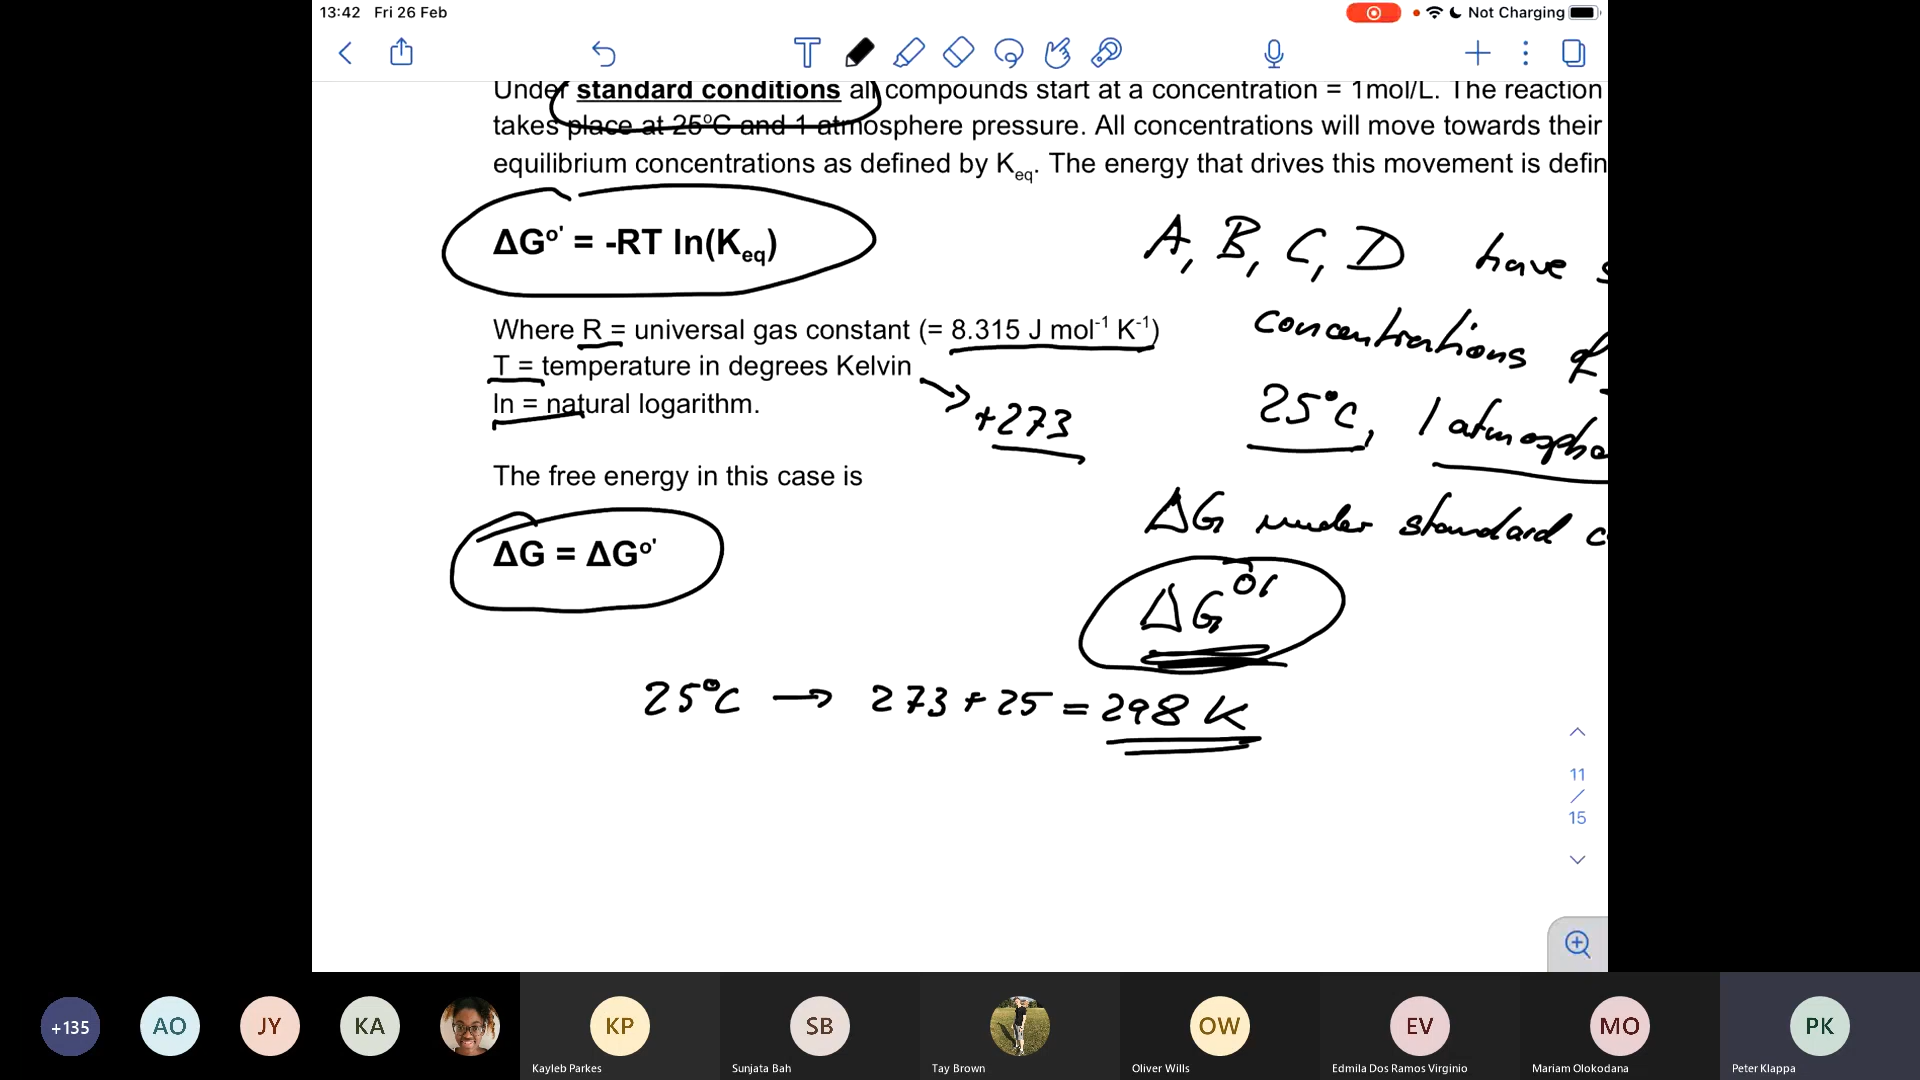 13:42 Fri 26 Feb
Not Charging
Under standard conditions all compounds start at a concentration = 1mol/L. The reaction
takes place at 25°C and 1 atmosphere pressure. All concentrations will move towards their
equilibrium concentrations as defined by Keq. The energy that drives this movement is defin
ΔGº' = -RT ln(Keq)
A, B, C, D have s
Where R = universal gas constant (= 8.315 J mol⁻¹ K⁻¹)
concentrations of
T = temperature in degrees Kelvin
ln = natural logarithm.
+273
25°C, 1 atmosphe
The free energy in this case is
ΔG under standard c
ΔG = ΔGº'
ΔGº'
25°C → 273 + 25 = 298 K
11
/
15
+135
AO
JY
KA
KP
SB
OW
EV
MO
PK
Kayleb Parkes
Sunjata Bah
Tay Brown
Oliver Wills
Edmila Dos Ramos Virginio
Mariam Olokodana
Peter Klappa